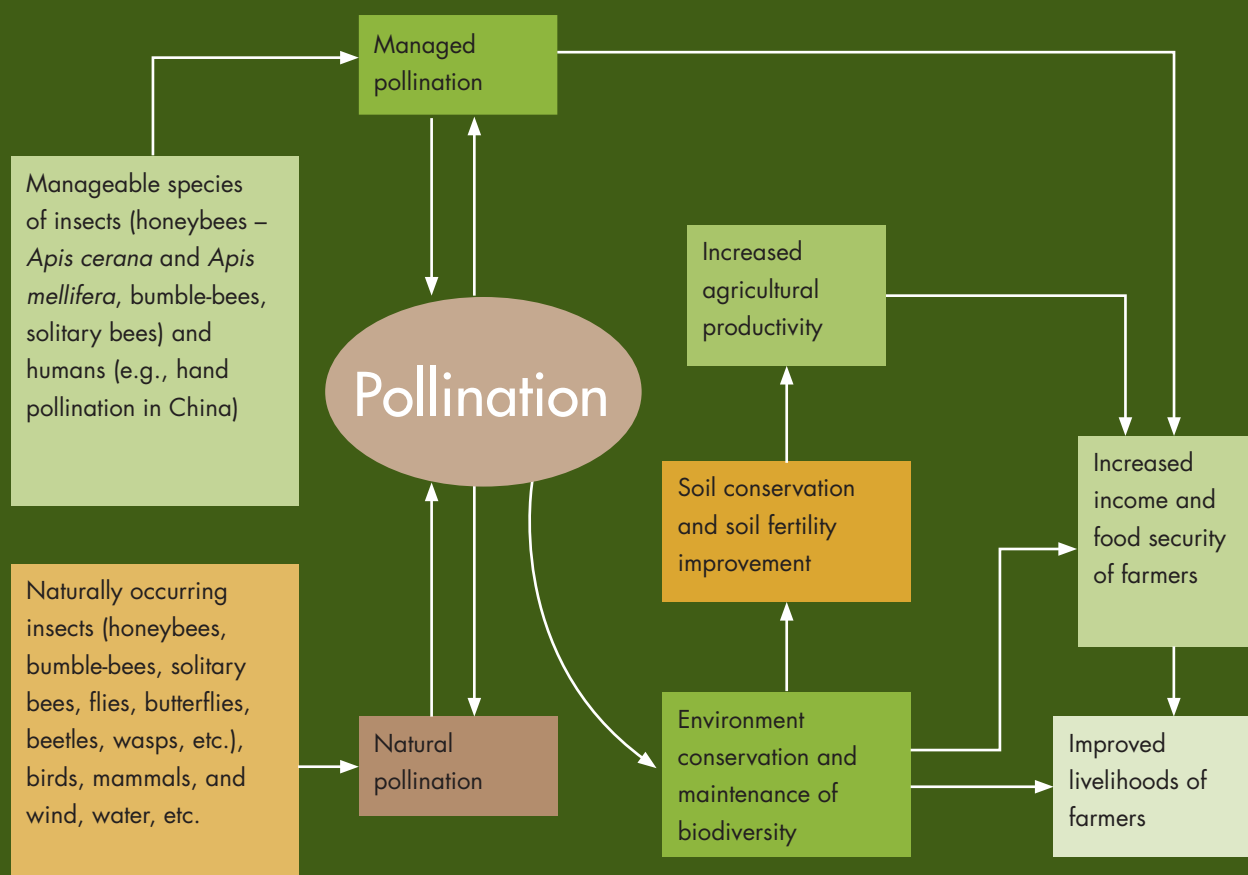 Managed
pollination
Manageable species
of insects (honeybees –
Apis cerana and Apis
mellifera, bumble-bees,
solitary bees) and
humans (e.g., hand
pollination in China)
Increased
agricultural
productivity
Pollination
Soil conservation
and soil fertility
improvement
Increased
income and
food security
of farmers
Naturally occurring
insects (honeybees,
bumble-bees, solitary
bees, flies, butterflies,
beetles, wasps, etc.),
birds, mammals, and
wind, water, etc.
Natural
pollination
Environment
conservation and
maintenance of
biodiversity
Improved
livelihoods of
farmers